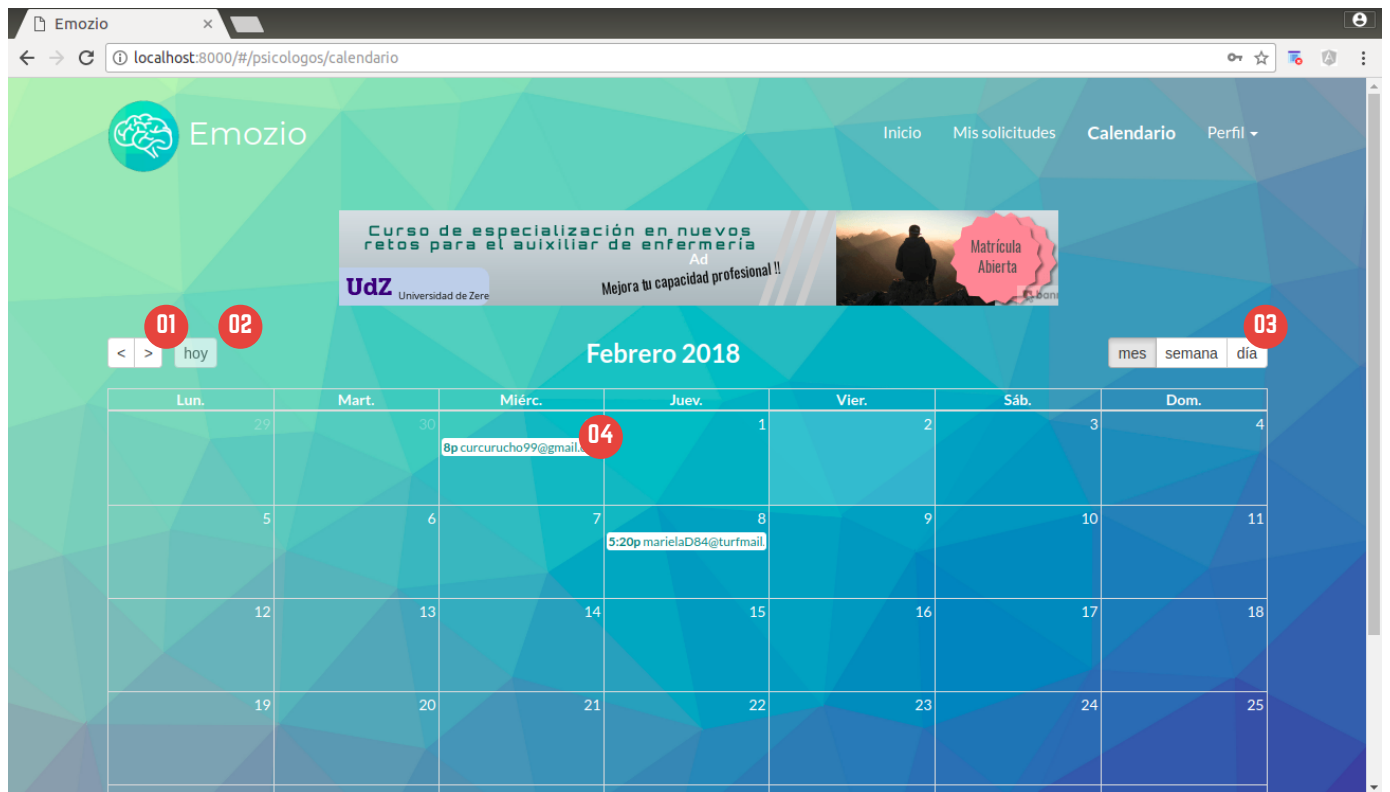 Emozio
localhost:8000/#/psicologos/calendario
Emozio
Inicio Mis solicitudes Calendario Perfil
Curso de especialización en nuevos
retos para el auixiliar de enfermería
Ad
Mejora tu capacidad profesional !!
UdZ Universidad de Zere
Matrícula
Abierta
01 02 03
< > hoy
Febrero 2018
mes semana día
Lun. Mart. Miérc. Juev. Vier. Sáb. Dom.
29 30 1 2 3 4
04
8p curcurucho99@gmail.
5 6 7 8 9 10 11
5:20p marielaD84@turfmail.
12 13 14 15 16 17 18
19 20 21 22 23 24 25